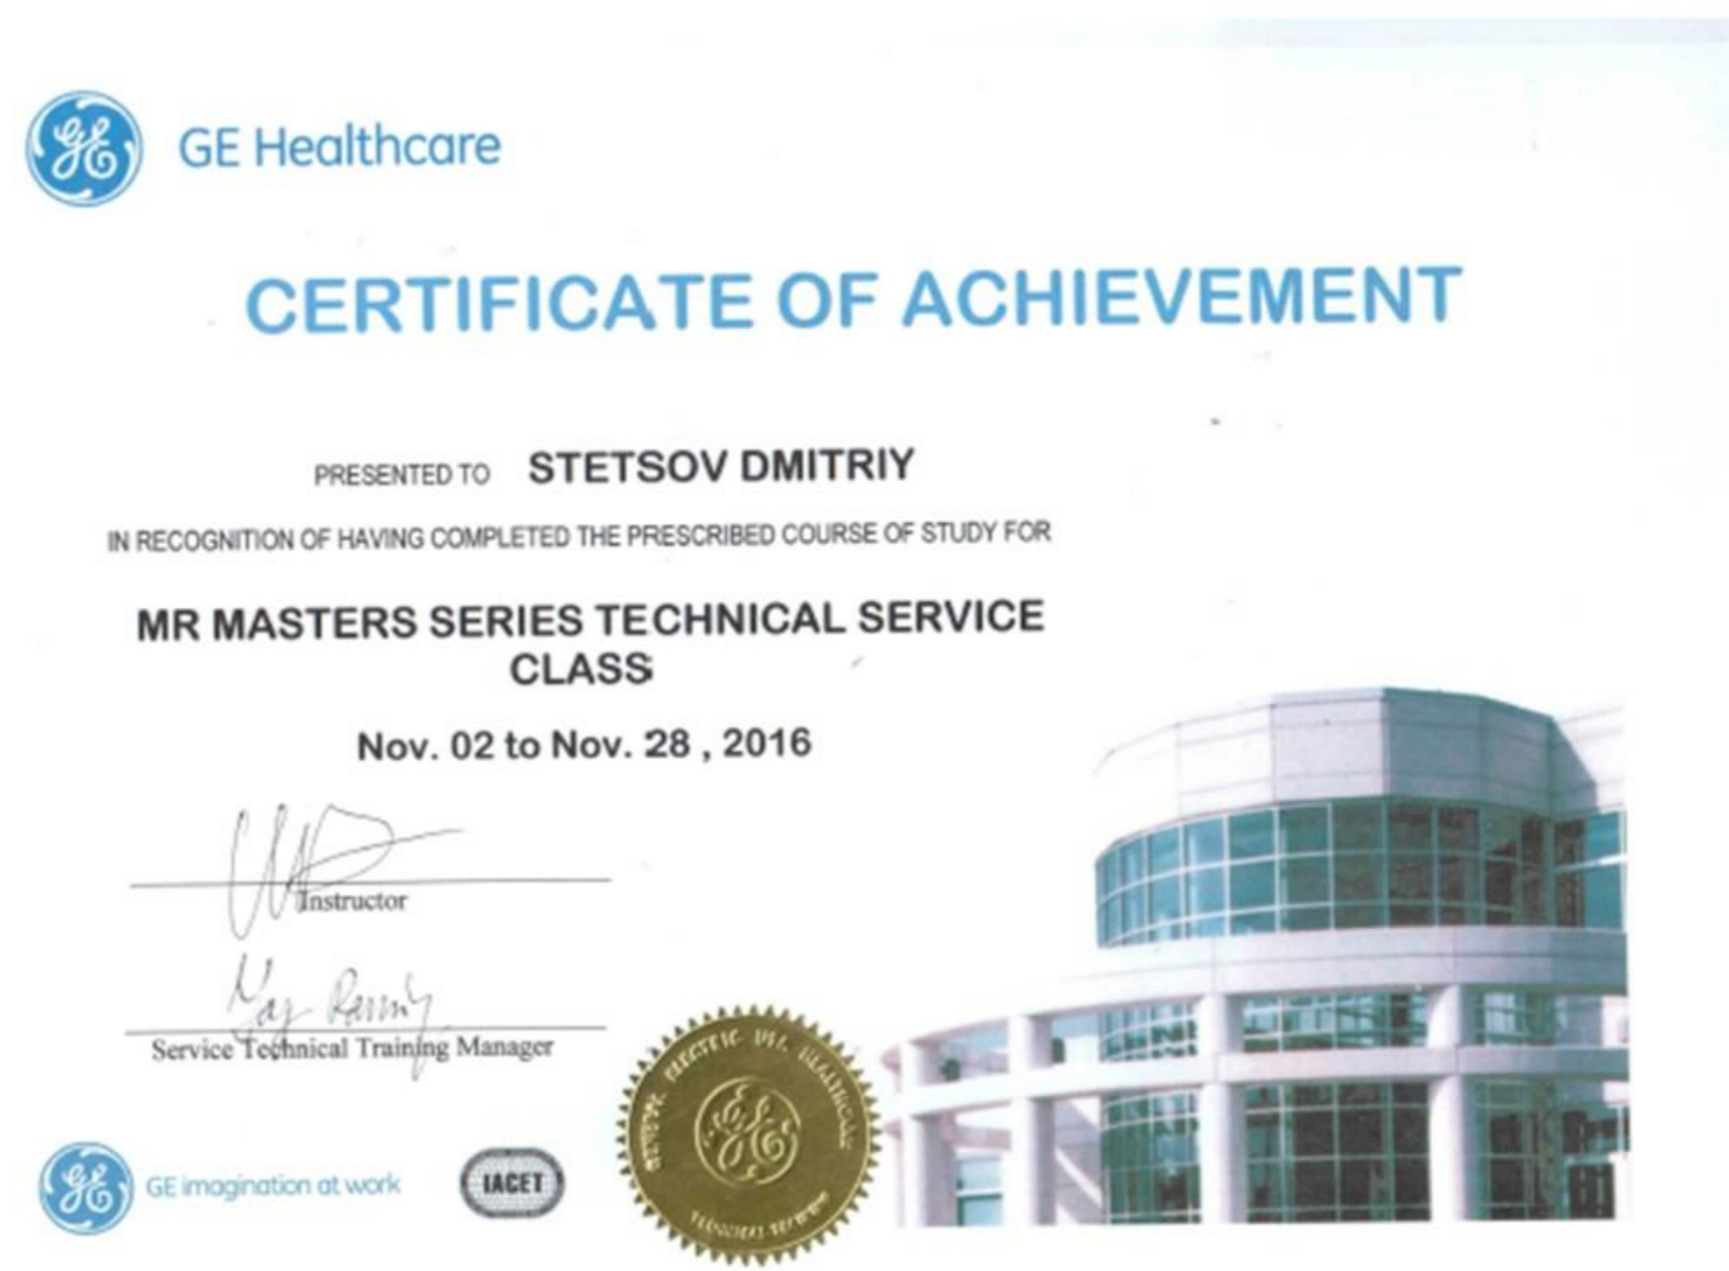 GE Healthcare
CERTIFICATE OF ACHIEVEMENT
PRESENTED TO STETSOV DMITRIY
IN RECOGNITION OF HAVING COMPLETED THE PRESCRIBED COURSE OF STUDY FOR
MR MASTERS SERIES TECHNICAL SERVICE
CLASS
Nov. 02 to Nov. 28 , 2016
Instructor
Service Technical Training Manager
GE imagination at work
IACET